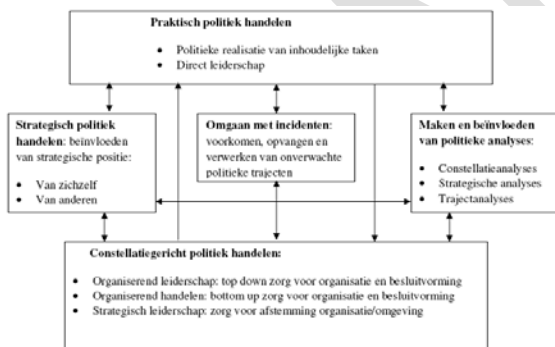 Praktisch politiek handelen
• Politieke realisatie van inhoudelijke taken
• Direct leiderschap
Strategisch politiek
handelen: beïnvloeden
van strategische positie:
• Van zichzelf
• Van anderen
Omgaan met incidenten:
voorkomen, opvangen en
verwerken van onverwachte
politieke trajecten
Maken en beïnvloeden
van politieke analyses:
• Constellatieanalyses
• Strategische analyses
• Trajectanalyses
Constellatiegericht politiek handelen:
• Organiserend leiderschap: top down zorg voor organisatie en besluitvorming
• Organiserend handelen: bottom up zorg voor organisatie en besluitvorming
• Strategisch leiderschap: zorg voor afstemming organisatie/omgeving